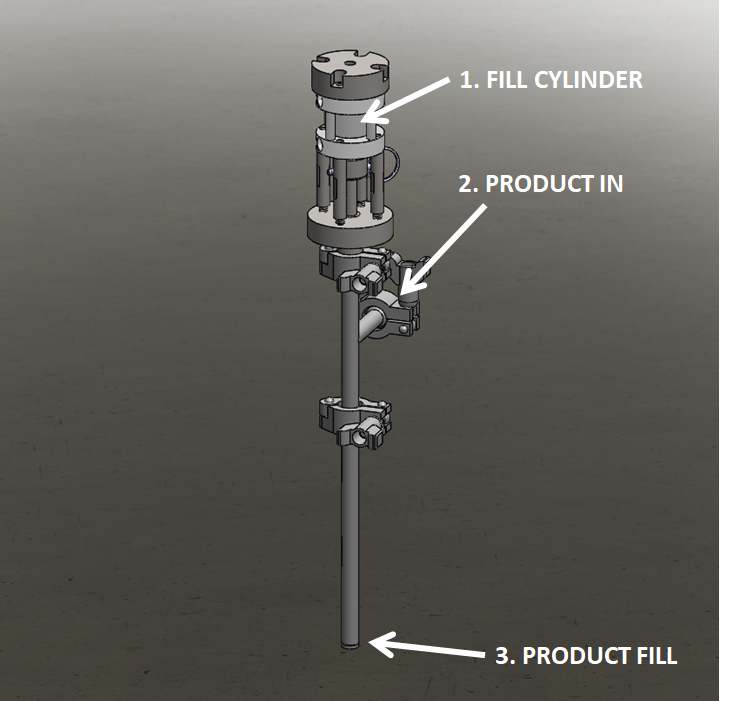 1. FILL CYLINDER
2. PRODUCT IN
3. PRODUCT FILL